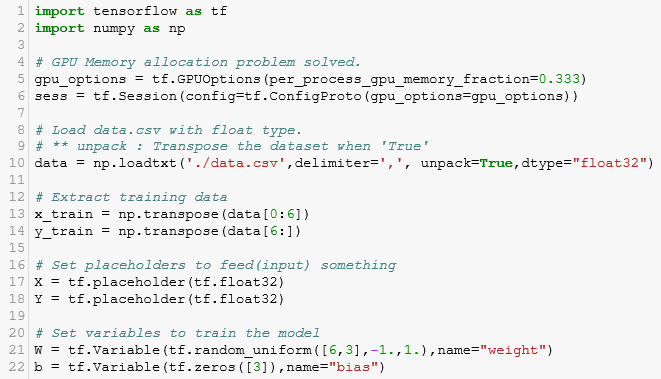 1 import tensorflow as tf
2 import numpy as np
3
4 # GPU Memory allocation problem solved.
5 gpu_options = tf.GPUOptions(per_process_gpu_memory_fraction=0.333)
6 sess = tf.Session(config=tf.ConfigProto(gpu_options=gpu_options))
7
8 # Load data.csv with float type.
9 # ** unpack : Transpose the dataset when 'True'
10 data = np.loadtxt('./data.csv',delimiter=',', unpack=True,dtype="float32")
11
12 # Extract training data
13 x_train = np.transpose(data[0:6])
14 y_train = np.transpose(data[6:])
15
16 # Set placeholders to feed(input) something
17 X = tf.placeholder(tf.float32)
18 Y = tf.placeholder(tf.float32)
19
20 # Set variables to train the model
21 W = tf.Variable(tf.random_uniform([6,3],-1.,1.),name="weight")
22 b = tf.Variable(tf.zeros([3]),name="bias")